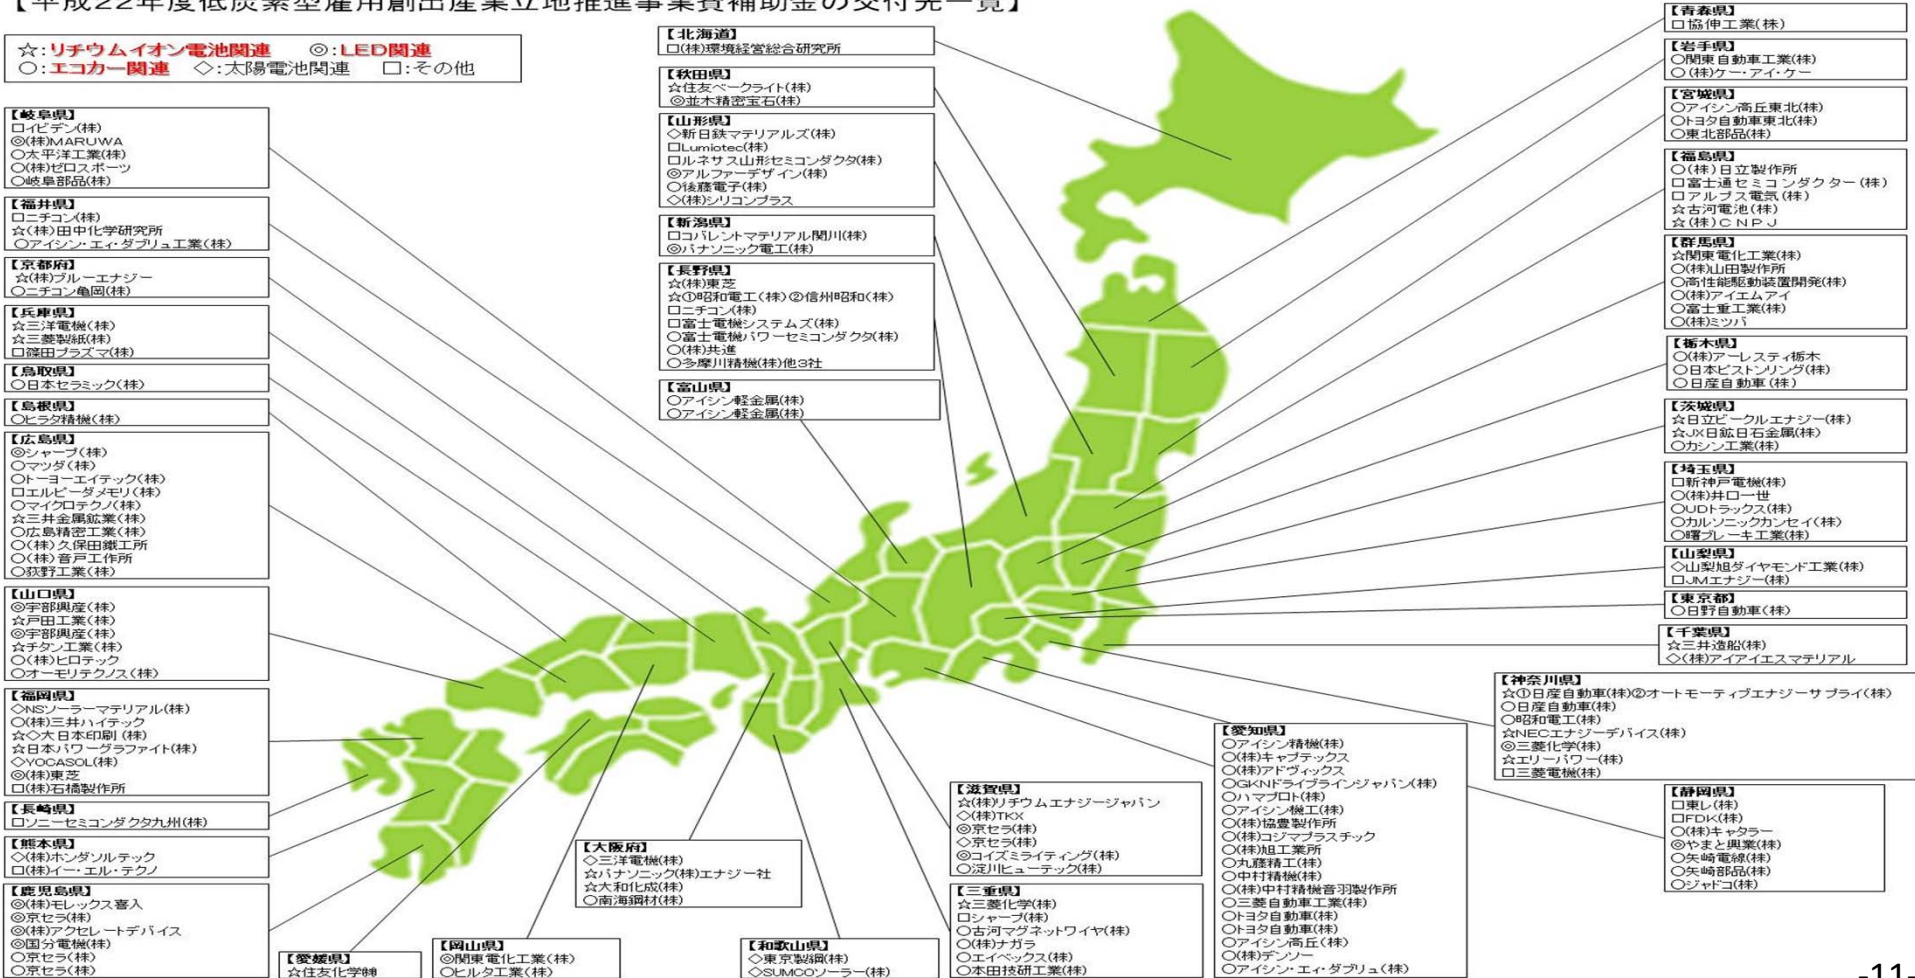 【平成22年度低炭素型雇用創出産業立地推進事業費補助金の交付先一覧】
☆:リチウムイオン電池関連　◎:LED関連
○:エコカー関連　◇:太陽電池関連　□:その他
【岐阜県】
□イビデン(株)
◎(株)MARUWA
○太平洋工業(株)
○(株)ゼロスポーツ
○岐阜部品(株)
【福井県】
□ニチコン(株)
☆(株)田中化学研究所
○アイシン・エィ・ダブリュ工業(株)
【京都府】
☆(株)ブルーエナジー
○ニチコン亀岡(株)
【兵庫県】
☆三洋電機(株)
☆三菱製紙(株)
□篠田プラズマ(株)
【鳥取県】
○日本セラミック(株)
【島根県】
○ヒラタ精機(株)
【広島県】
◎シャープ(株)
○マツダ(株)
○トーヨーエイテック(株)
□エルピーダメモリ(株)
○マイクロテクノ(株)
☆三井金属鉱業(株)
○広島精密工業(株)
○(株)久保田鐵工所
○(株)音戸工作所
○荻野工業(株)
【山口県】
◎宇部興産(株)
☆戸田工業(株)
◎宇部興産(株)
☆チタン工業(株)
○(株)ヒロテック
○オーモリテクノス(株)
【福岡県】
◇NSソーラーマテリアル(株)
○(株)三井ハイテック
☆◇大日本印刷(株)
☆日本パワーグラファイト(株)
◇YOCASOL(株)
◎(株)東芝
□(株)石橋製作所
【長崎県】
□ソニーセミコンダクタ九州(株)
【熊本県】
◇(株)ホンダソルテック
□(株)イー・エル・テクノ
【鹿児島県】
◎(株)モレックス喜入
◎京セラ(株)
◎(株)アクセレートデバイス
◎国分電機(株)
○京セラ(株)
○京セラ(株)
【愛媛県】
☆住友化学㈱
【岡山県】
◎関東電化工業(株)
○ヒルタ工業(株)
【大阪府】
◇三洋電機(株)
☆パナソニック(株)エナジー社
☆大和化成(株)
○南海鋼材(株)
【和歌山県】
◇東京製綱(株)
◇SUMCOソーラー(株)
【北海道】
□(株)環境経営総合研究所
【秋田県】
☆住友ベークライト(株)
◎並木精密宝石(株)
【山形県】
◇新日鉄マテリアルズ(株)
□Lumiotec(株)
□ルネサス山形セミコンダクタ(株)
◎アルファーデザイン(株)
○後藤電子(株)
◇(株)シリコンプラス
【新潟県】
□コバレントマテリアル関川(株)
◎パナソニック電工(株)
【長野県】
☆(株)東芝
☆①昭和電工(株)②信州昭和(株)
□ニチコン(株)
□富士電機システムズ(株)
○富士電機パワーセミコンダクタ(株)
○(株)共進
○多摩川精機(株)他3社
【富山県】
○アイシン軽金属(株)
○アイシン軽金属(株)
【滋賀県】
☆(株)リチウムエナジージャパン
◇(株)TKX
◎京セラ(株)
◇京セラ(株)
◎コイズミライティング(株)
○淀川ヒューテック(株)
【三重県】
☆三菱化学(株)
□シャープ(株)
○古河マグネットワイヤ(株)
○(株)ナガラ
○エイベックス(株)
○本田技研工業(株)
【愛知県】
○アイシン精機(株)
○(株)キャプテックス
○(株)アドヴィックス
○GKNドライブラインジャパン(株)
○ハマプロト(株)
○アイシン機工(株)
○(株)協豊製作所
○(株)コジマプラスチック
○(株)旭工業所
○丸藤精工(株)
○中村精機(株)
○(株)中村精機音羽製作所
○三菱自動車工業(株)
○トヨタ自動車(株)
○トヨタ自動車(株)
○アイシン高丘(株)
○(株)デンソー
○アイシン・エィ・ダブリュ(株)
【青森県】
□協伸工業(株)
【岩手県】
○関東自動車工業(株)
○(株)ケー・アイ・ケー
【宮城県】
○アイシン高丘東北(株)
○トヨタ自動車東北(株)
○東北部品(株)
【福島県】
○(株)日立製作所
□富士通セミコンダクター(株)
□アルプス電気(株)
☆古河電池(株)
☆(株)CNPJ
【群馬県】
☆関東電化工業(株)
○(株)山田製作所
○高性能駆動装置開発(株)
○(株)アイエムアイ
○富士重工業(株)
○(株)ミツバ
【栃木県】
○(株)アーレスティ栃木
○日本ピストンリング(株)
○日産自動車(株)
【茨城県】
☆日立ビークルエナジー(株)
☆JX日鉱日石金属(株)
○カシン工業(株)
【埼玉県】
□新神戸電機(株)
○(株)井口一世
○UDトラックス(株)
○カルソニックカンセイ(株)
○曙ブレーキ工業(株)
【山梨県】
◇山梨旭ダイヤモンド工業(株)
□JMエナジー(株)
【東京都】
○日野自動車(株)
【千葉県】
☆三井造船(株)
◇(株)アイアイエスマテリアル
【神奈川県】
☆①日産自動車(株)②オートモーティブエナジーサプライ(株)
○日産自動車(株)
○昭和電工(株)
☆NECエナジーデバイス(株)
◎三菱化学(株)
☆エリーパワー(株)
□三菱電機(株)
【静岡県】
□東レ(株)
□FDK(株)
○(株)キャタラー
◎やまと興業(株)
○矢崎電線(株)
○矢崎部品(株)
○ジャトコ(株)
-11-